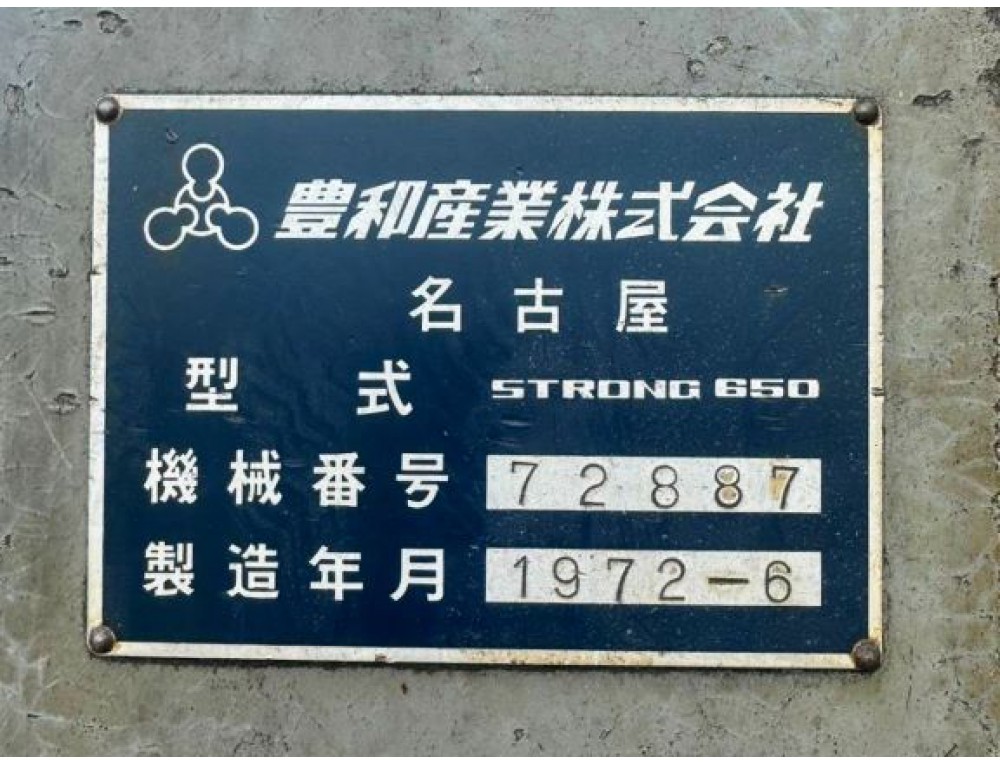 豊和産業株式会社
名古屋
型式 STRONG 650
機械番号 72887
製造年月 1972-6